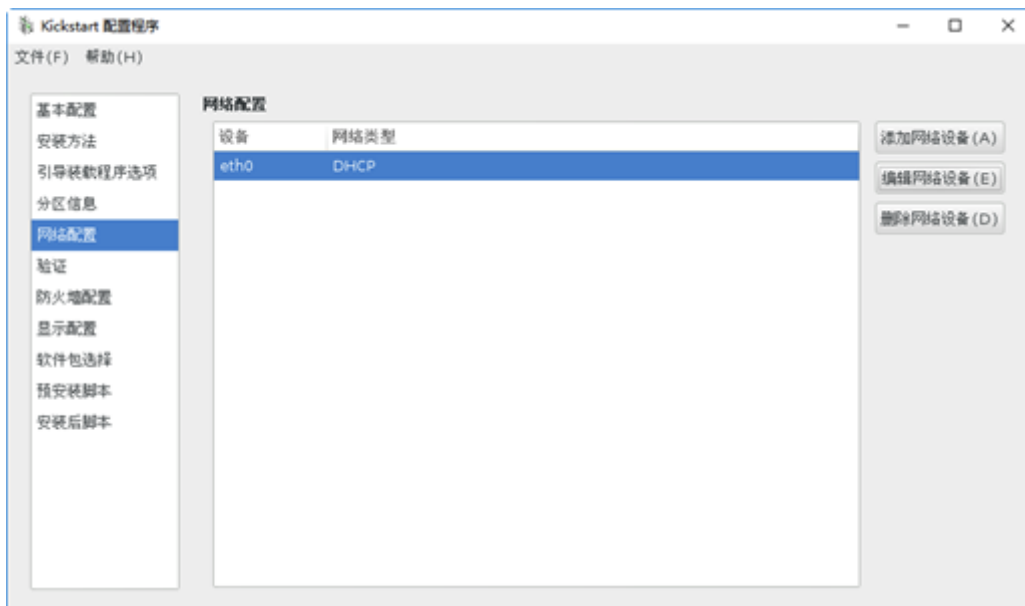 Kickstart 配置程序
文件(F) 帮助(H)
基本配置
安装方法
引导装载程序选项
分区信息
网络配置
验证
防火墙配置
显示配置
软件包选择
预安装脚本
安装后脚本
网络配置
设备 网络类型
eth0 DHCP
添加网络设备(A)
编辑网络设备(E)
删除网络设备(D)